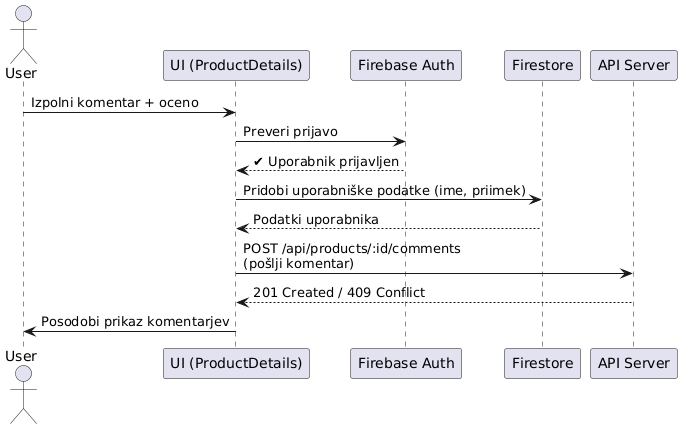 User
UI (ProductDetails)
Firebase Auth
Firestore
API Server
Izpolni komentar + oceno
Preveri prijavo
✔ Uporabnik prijavljen
Pridobi uporabniške podatke (ime, priimek)
Podatki uporabnika
POST /api/products/:id/comments
(pošlji komentar)
201 Created / 409 Conflict
Posodobi prikaz komentarjev
User
UI (ProductDetails)
Firebase Auth
Firestore
API Server